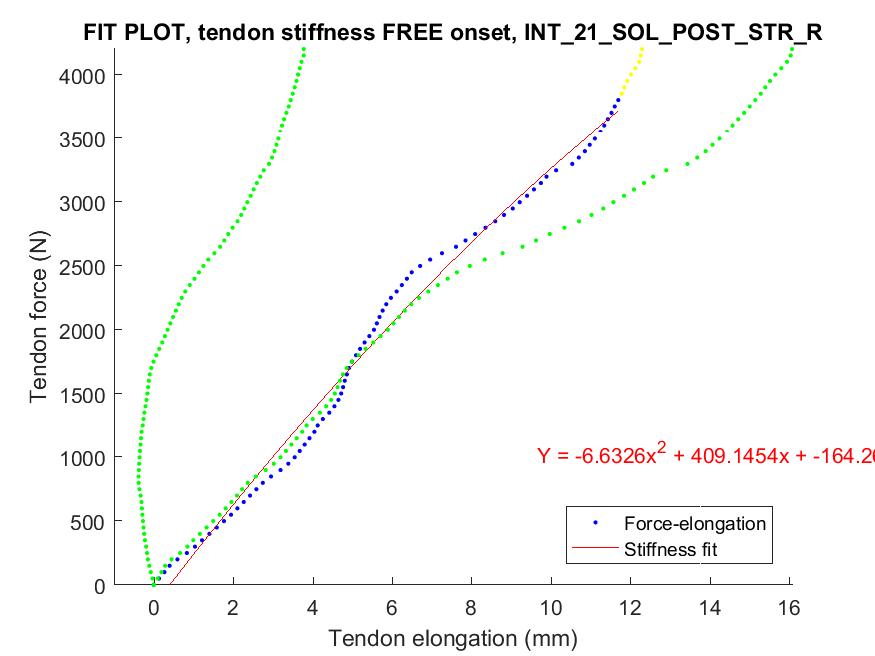 FIT PLOT, tendon stiffness FREE onset, INT_21_SOL_POST_STR_R
4000
3500
3000
2500
2000
1500
1000
500
0
Tendon force (N)
Y = -6.6326x² + 409.1454x + -164.20
Force-elongation
Stiffness fit
0 2 4 6 8 10 12 14 16
Tendon elongation (mm)